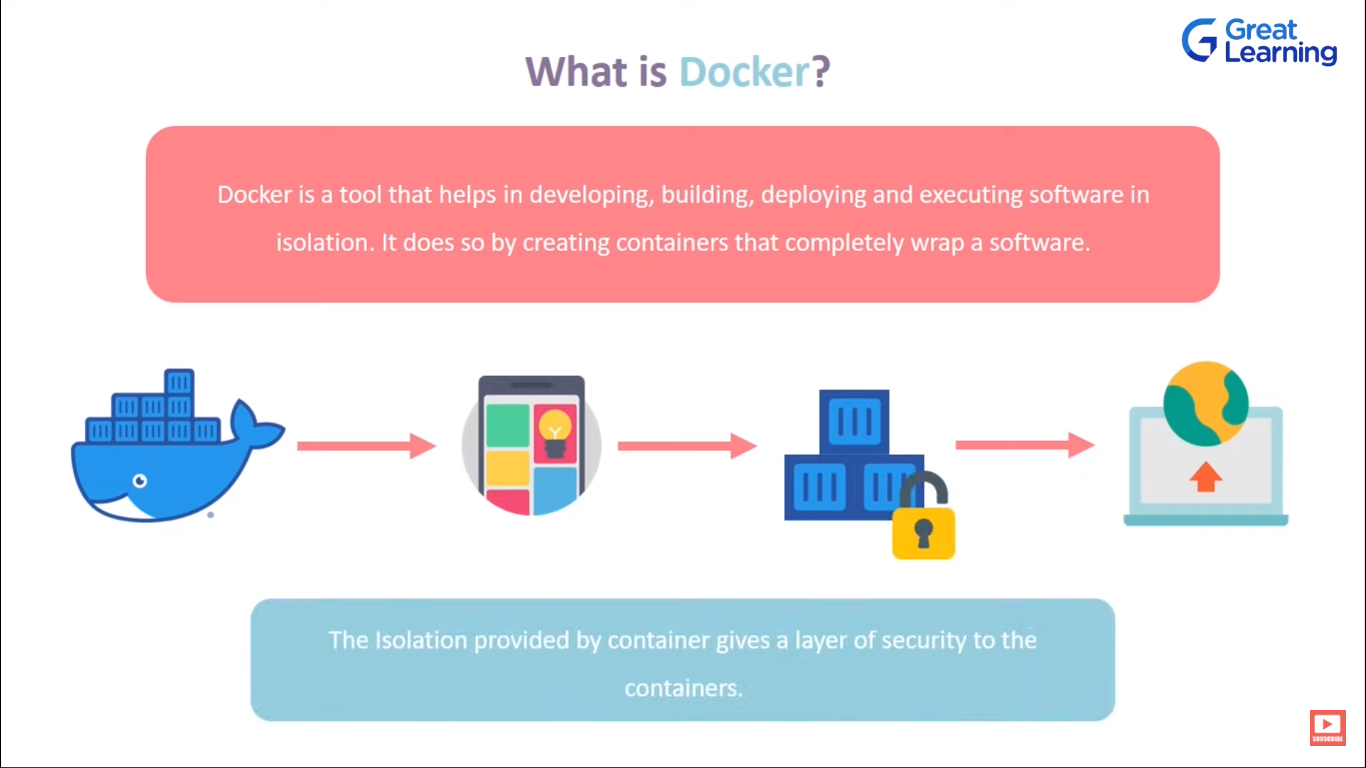 Great
Learning
What is Docker?
Docker is a tool that helps in developing, building, deploying and executing software in
isolation. It does so by creating containers that completely wrap a software.
The Isolation provided by container gives a layer of security to the
containers.
SUBSCRIBE